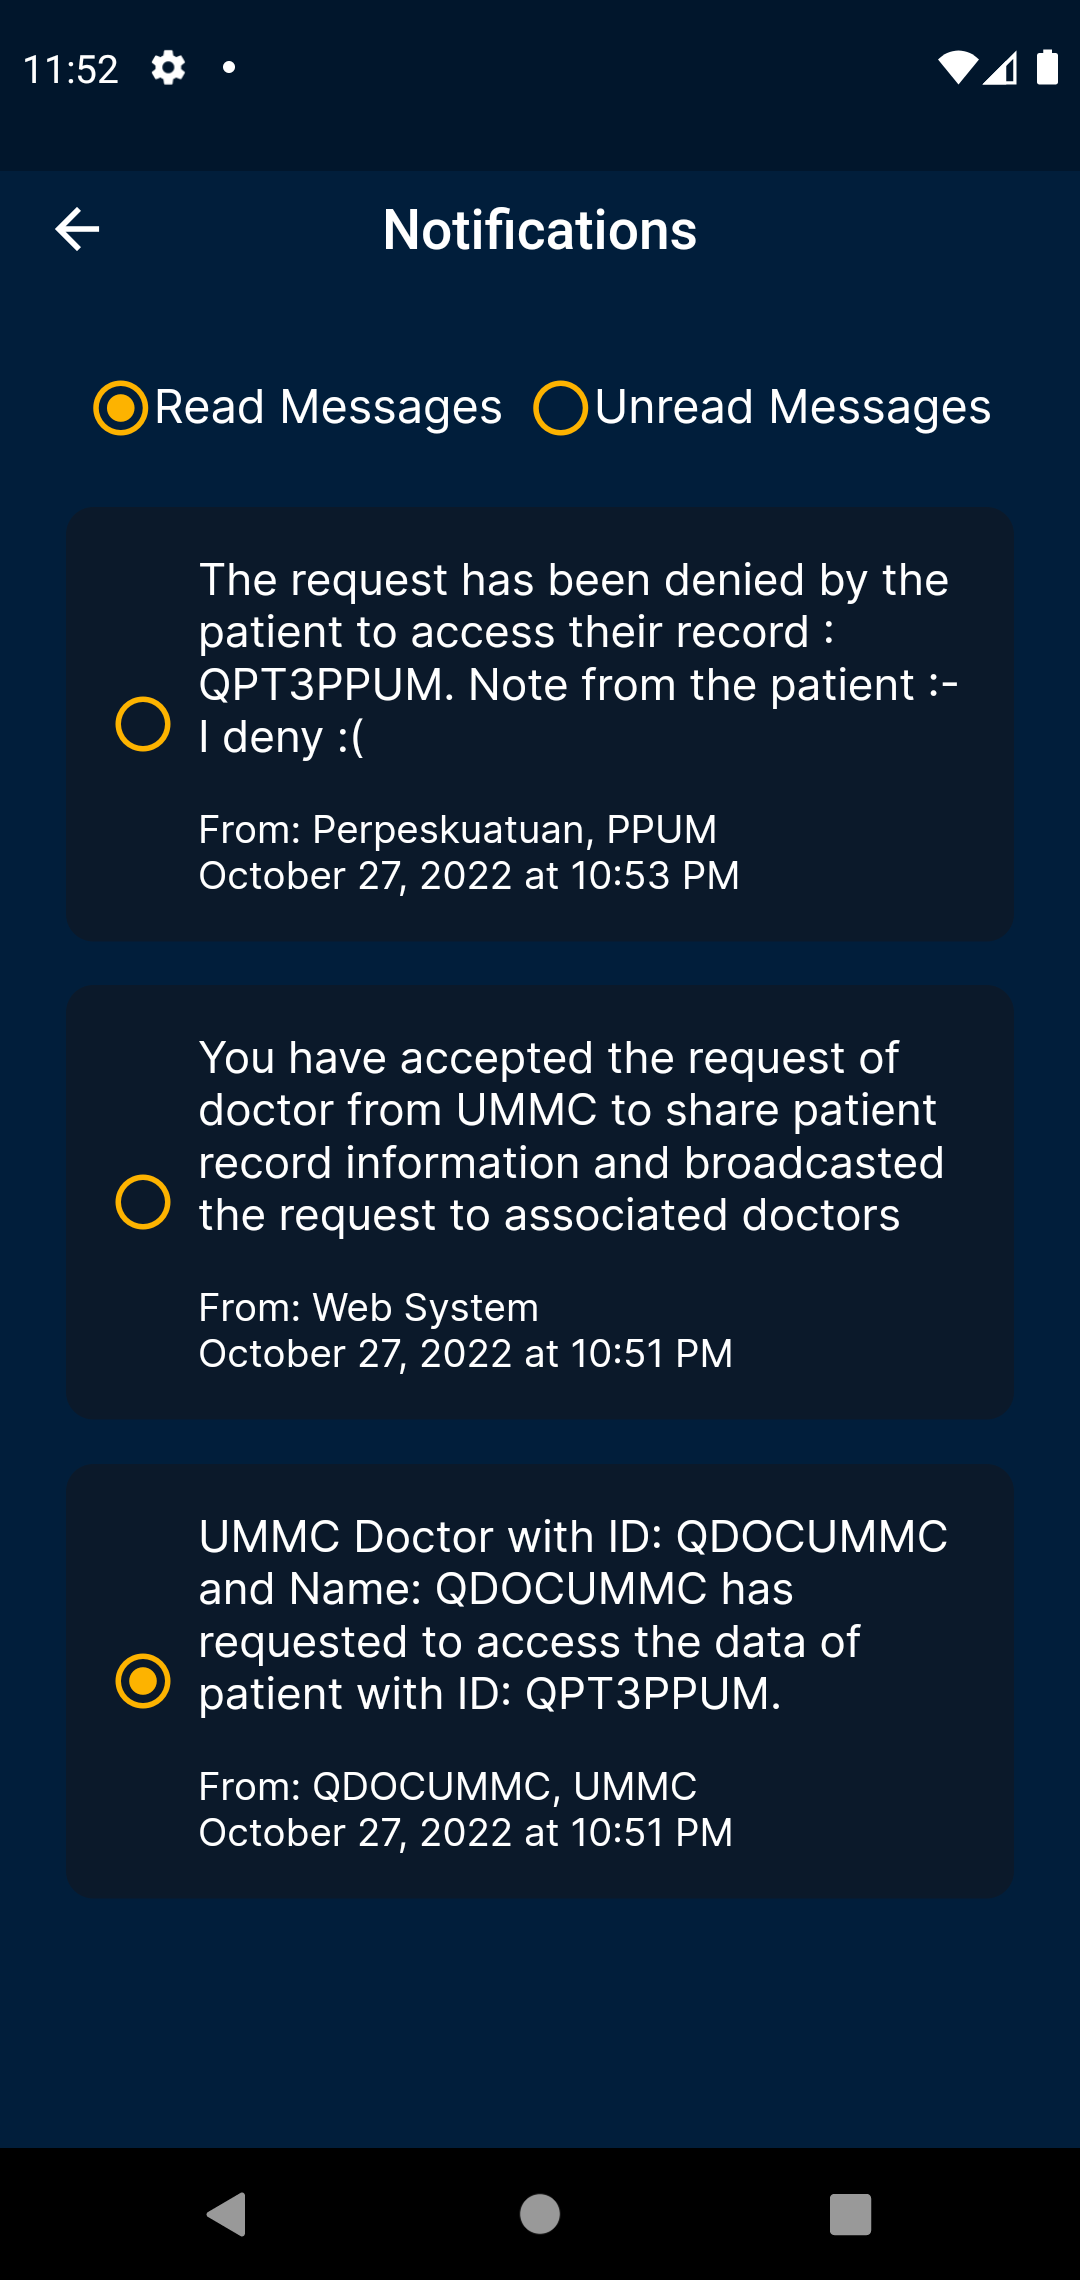 11:52
Notifications
Read Messages
Unread Messages
The request has been denied by the
patient to access their record :
QPT3PPUM. Note from the patient :-
I deny :(
From: Perpeskuatuan, PPUM
October 27, 2022 at 10:53 PM
You have accepted the request of
doctor from UMMC to share patient
record information and broadcasted
the request to associated doctors
From: Web System
October 27, 2022 at 10:51 PM
UMMC Doctor with ID: QDOCUMMC
and Name: QDOCUMMC has
requested to access the data of
patient with ID: QPT3PPUM.
From: QDOCUMMC, UMMC
October 27, 2022 at 10:51 PM